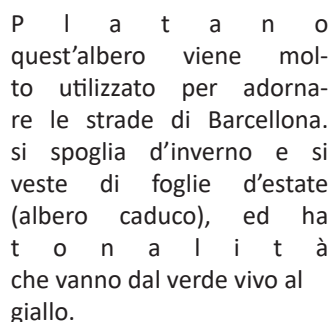 P l a t a n o
quest'albero viene mol-
to utilizzato per adorna-
re le strade di Barcellona.
si spoglia d'inverno e si
veste di foglie d'estate
(albero caduco), ed ha
t o n a l i t à
che vanno dal verde vivo al
giallo.